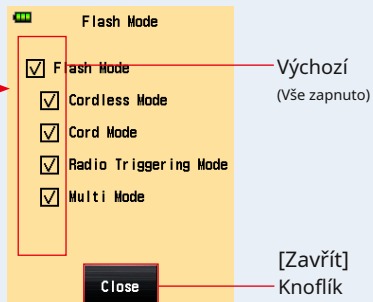 Flash Mode
Flash Mode
Výchozí
(Vše zapnuto)
Cordless Mode
Cord Mode
Radio Triggering Mode
Multi Mode
[Zavřít]
Close
Knoflík